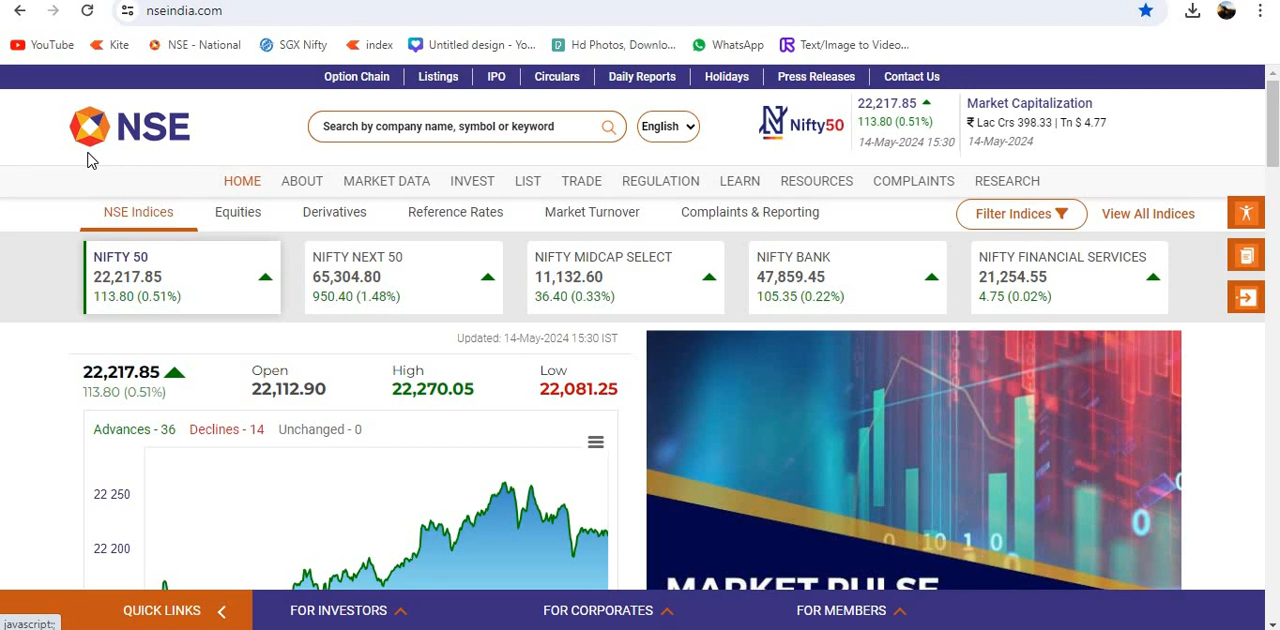 nseindia.com
YouTube Kite NSE - National SGX Nifty index Untitled design - Yo... Hd Photos, Downlo... WhatsApp Text/Image to Video...
Option Chain Listings IPO Circulars Daily Reports Holidays Press Releases Contact Us
NSE
Search by company name, symbol or keyword
English
Nifty50
22,217.85
113.80 (0.51%)
14-May-2024 15:30
Market Capitalization
₹ Lac Crs 398.33 | Tn $ 4.77
14-May-2024
HOME ABOUT MARKET DATA INVEST LIST TRADE REGULATION LEARN RESOURCES COMPLAINTS RESEARCH
NSE Indices Equities Derivatives Reference Rates Market Turnover Complaints & Reporting Filter Indices View All Indices
NIFTY 50
22,217.85
113.80 (0.51%)
NIFTY NEXT 50
65,304.80
950.40 (1.48%)
NIFTY MIDCAP SELECT
11,132.60
36.40 (0.33%)
NIFTY BANK
47,859.45
105.35 (0.22%)
NIFTY FINANCIAL SERVICES
21,254.55
4.75 (0.02%)
Updated: 14-May-2024 15:30 IST
22,217.85
113.80 (0.51%)
Open
22,112.90
High
22,270.05
Low
22,081.25
Advances - 36 Declines - 14 Unchanged - 0
22 250
22 200
0 10 1 0
0
MARKET PULSE
QUICK LINKS FOR INVESTORS FOR CORPORATES FOR MEMBERS
javascript:;